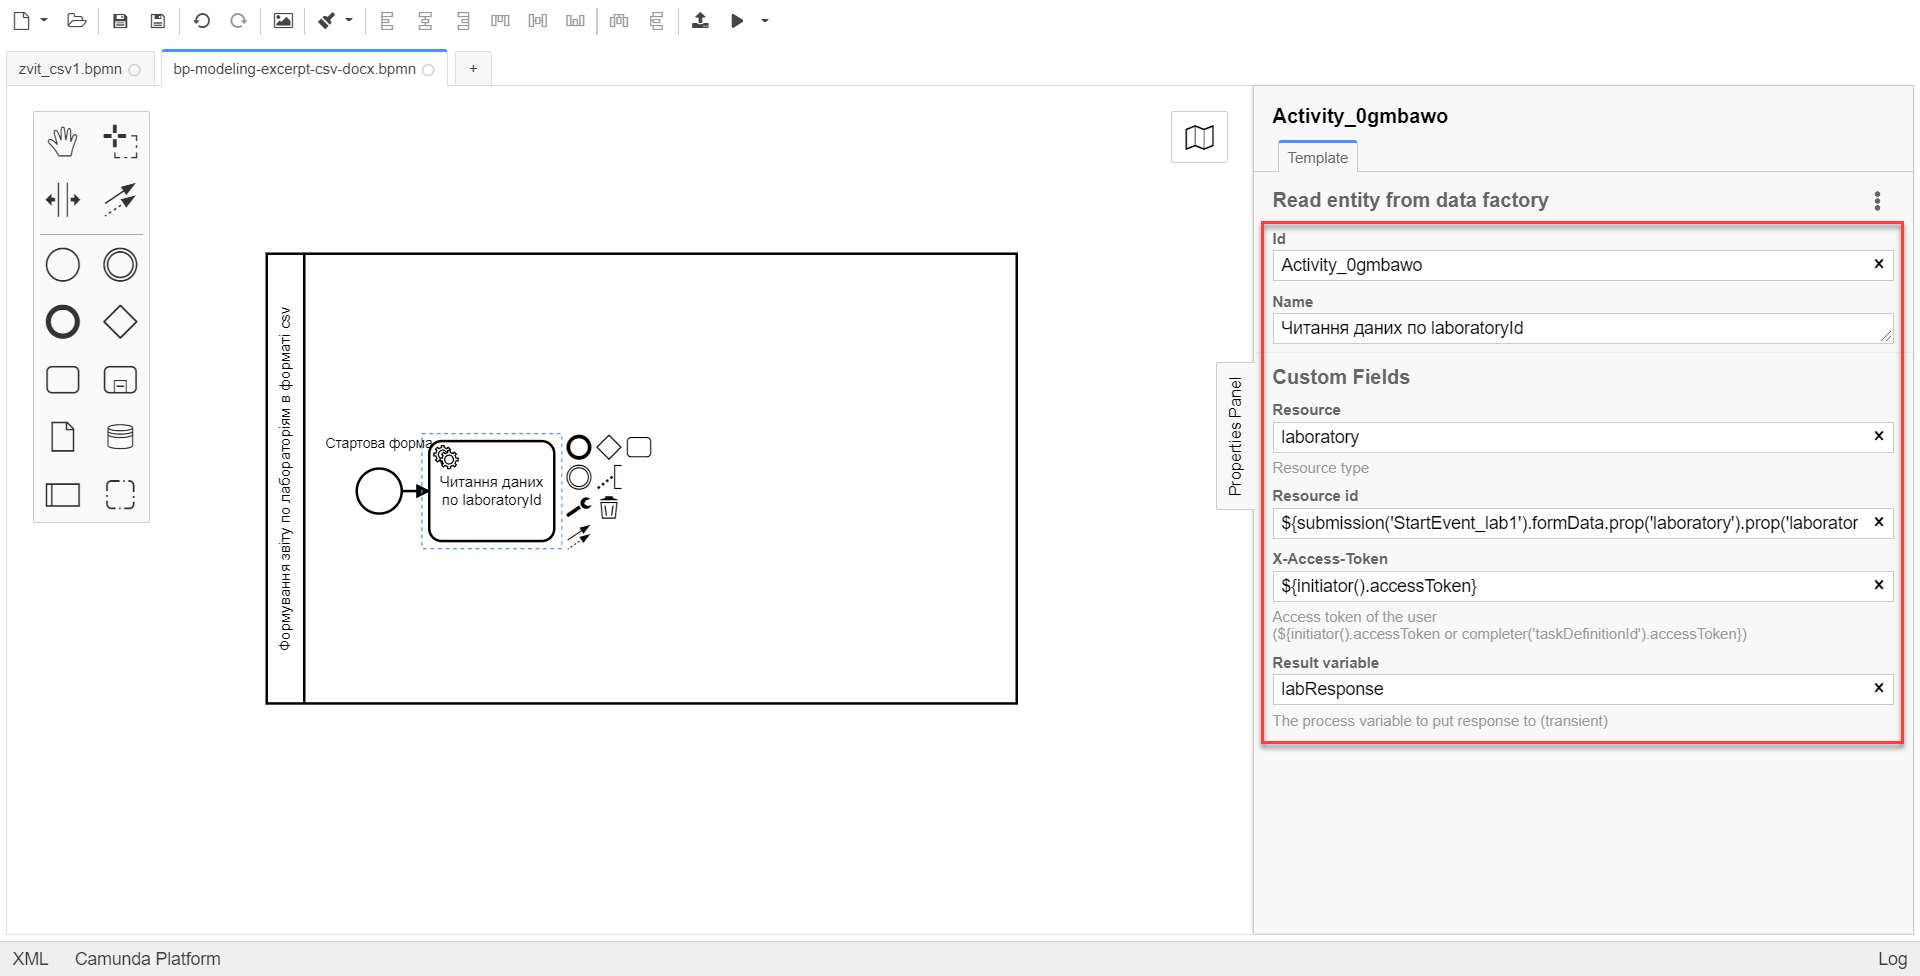 zvit_csv1.bpmn
bp-modeling-excerpt-csv-docx.bpmn
+
Формування звіту по лабораторіям в форматі csv
Стартова форма
Читання даних
по laboratoryId
Properties Panel
Activity_0gmbawo
Template
Read entity from data factory
Id
Activity_0gmbawo
Name
Читання даних по laboratoryId
Custom Fields
Resource
laboratory
Resource type
Resource id
${submission('StartEvent_lab1').formData.prop('laboratory').prop('laborator
X-Access-Token
${initiator().accessToken}
Access token of the user
(${initiator().accessToken or completer('taskDefinitionId').accessToken})
Result variable
labResponse
The process variable to put response to (transient)
XML
Camunda Platform
Log